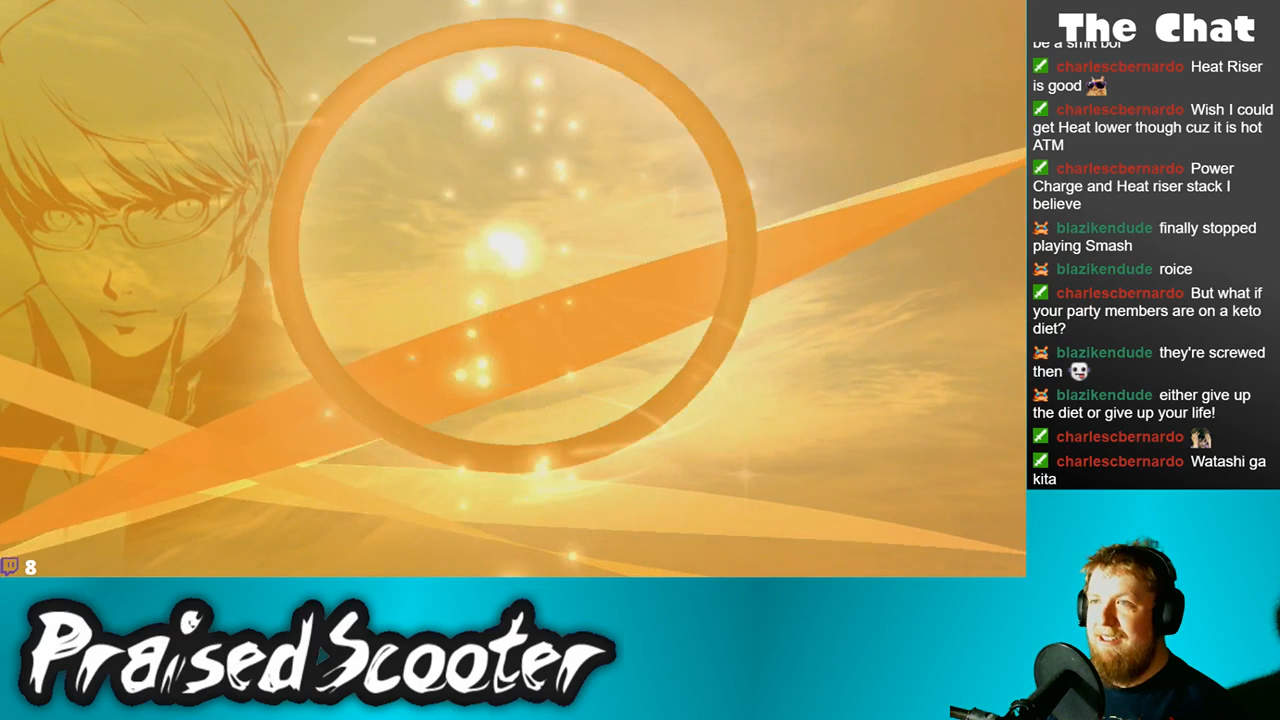 The Chat
be a smrt boi
charlescbernardo Heat Riser
is good
charlescbernardo Wish I could
get Heat lower though cuz it is hot
ATM
charlescbernardo Power
Charge and Heat riser stack I
believe
blazikendude finally stopped
playing Smash
blazikendude roice
charlescbernardo But what if
your party members are on a keto
diet?
blazikendude they're screwed
then
blazikendude either give up
the diet or give up your life!
charlescbernardo
charlescbernardo Watashi ga
kita
8
PraisedScooter